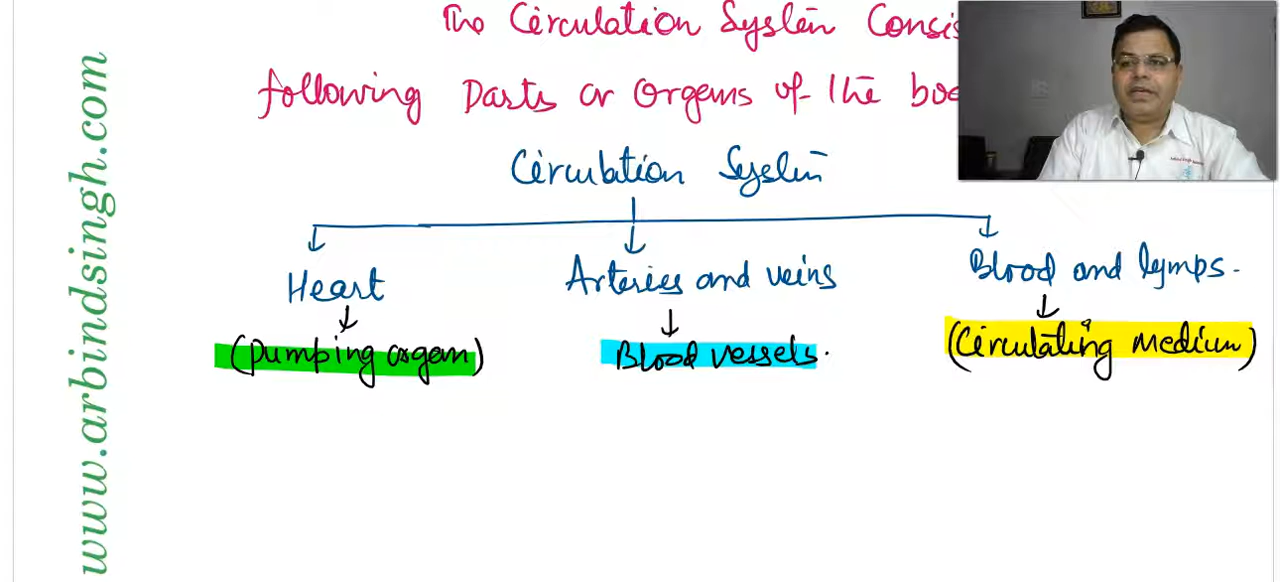 The Circulation System Consis
following Parts or Organs of the bod
Circulation System
Heart
Arteries and veins
Blood and lymps.
(Pumping organ)
Blood vessels.
(Circulating Medium)
www.arbindsingh.com